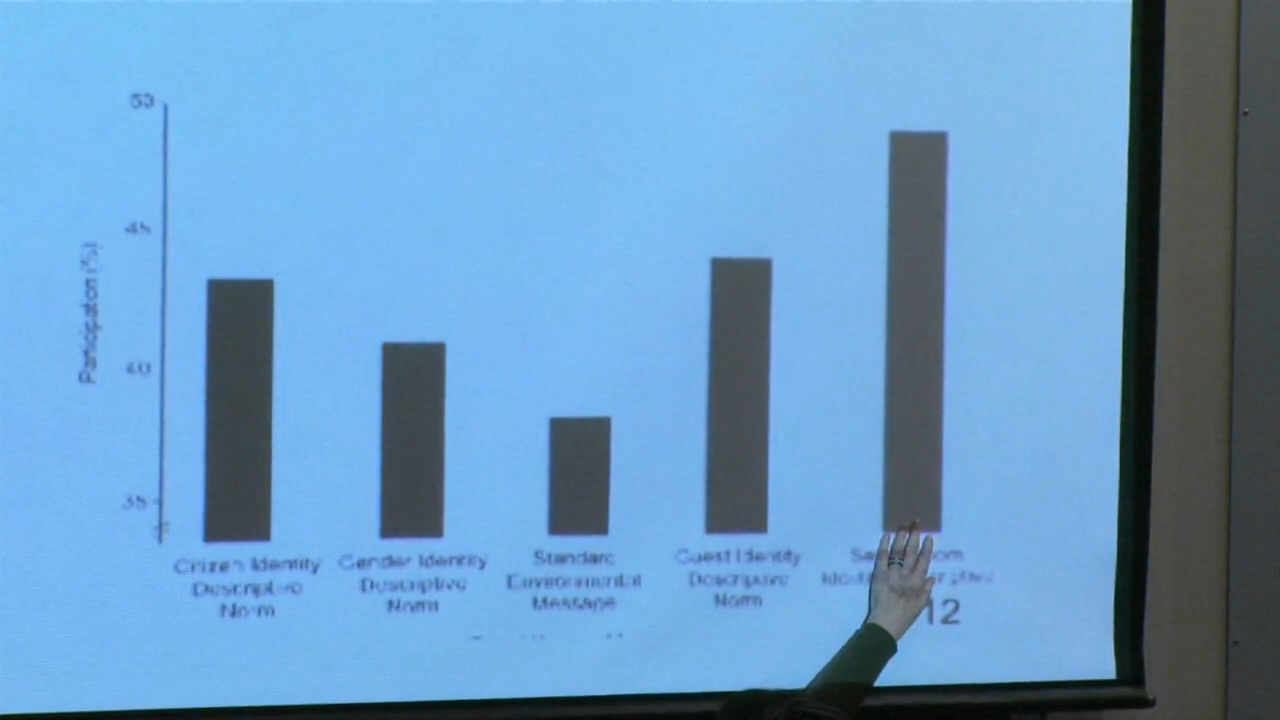 50
45
40
35
Participation (%)
Citizen Identity
Descriptive
Norm
Gender Identity
Descriptive
Norm
Standard
Environmental
Message
Guest Identity
Descriptive
Norm
12